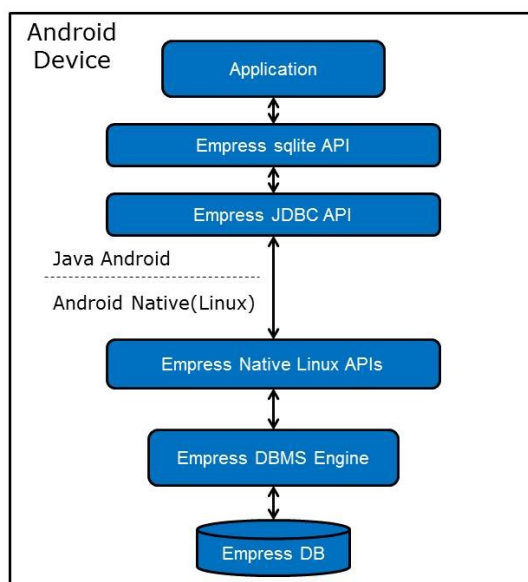 Android
Device
Application
Empress sqlite API
Empress JDBC API
Java Android
Android Native(Linux)
Empress Native Linux APIs
Empress DBMS Engine
Empress DB